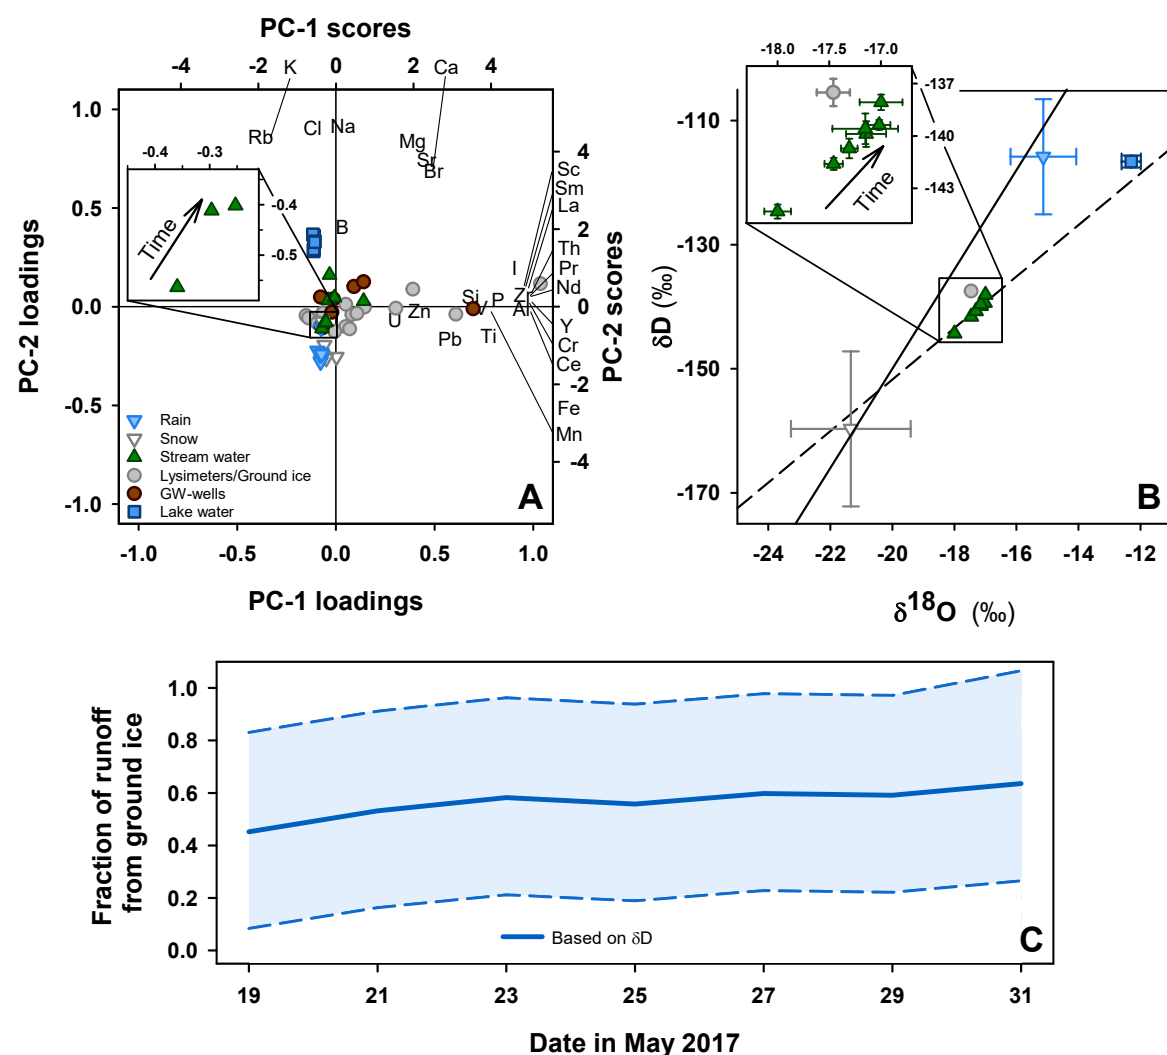 PC-1 scores
-4 -2 0 2 4
K Ca
1.0
Rb Cl Na
Mg
Sr
Br
4
Sc
Sm
La
-0.4 -0.3
0.5
-0.4
-0.5
Time
B
2
Th
I
Pr
Nd
Si P Z
V Al
0.0
0
U Zn
Y
Pb Ti
Cr
Ce
-0.5
-2
Fe
Mn
Rain
Snow
Stream water
Lysimeters/Ground ice
GW-wells
Lake water
-4
-1.0
A
-1.0 -0.5 0.0 0.5 1.0
PC-1 loadings
PC-2 loadings
PC-2 scores
-18.0 -17.5 -17.0
-137
-140
-143
Time
-110
-130
-150
-170
δD (‰)
B
-24 -22 -20 -18 -16 -14 -12
δ18O (‰)
1.0
0.8
0.6
0.4
0.2
0.0
Fraction of runoff
from ground ice
Based on δD
C
19 21 23 25 27 29 31
Date in May 2017